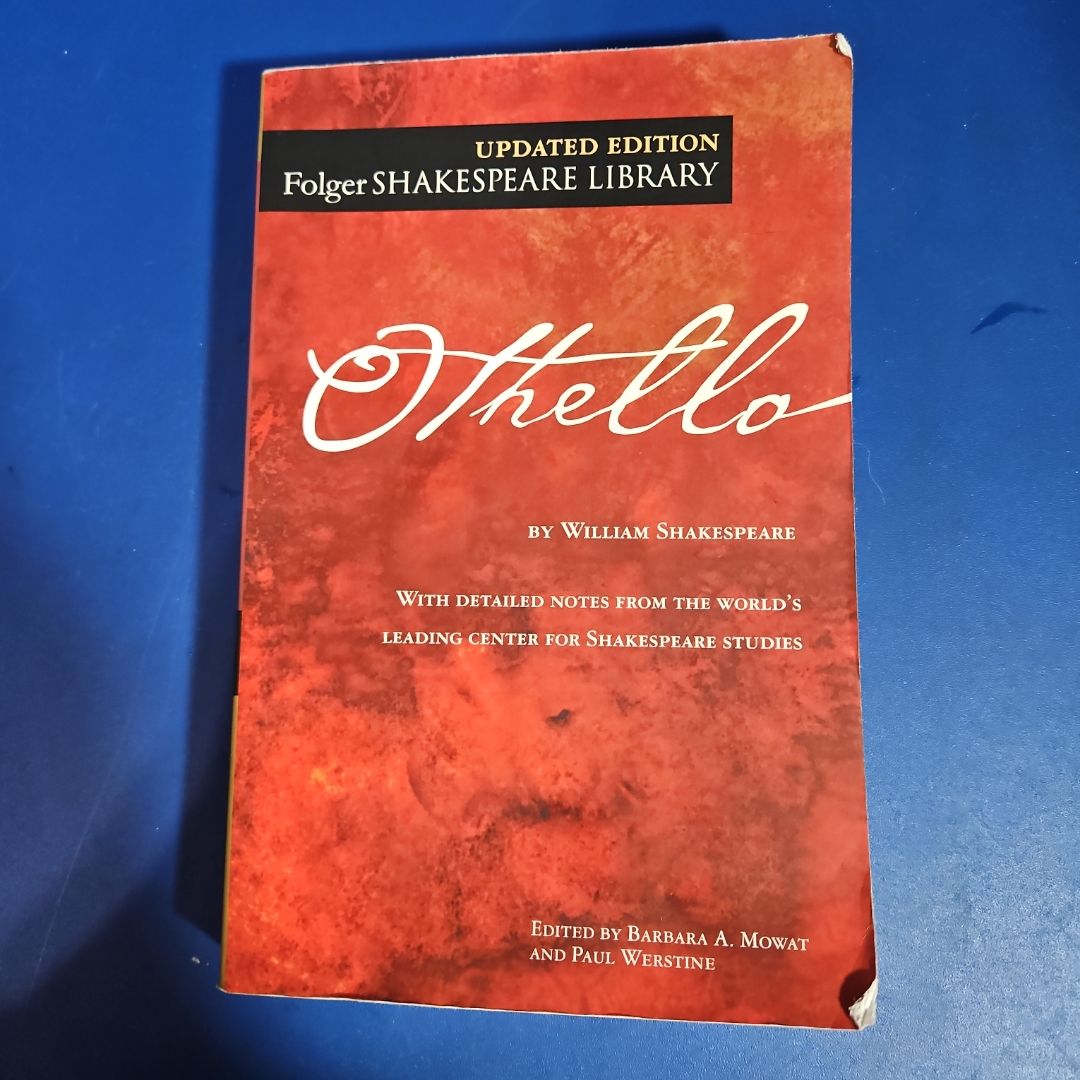 UPDATED EDITION
Folger SHAKESPEARE LIBRARY
Othello
BY WILLIAM SHAKESPEARE
WITH DETAILED NOTES FROM THE WORLD'S
LEADING CENTER FOR SHAKESPEARE STUDIES
EDITED BY BARBARA A. MOWAT
AND PAUL WERSTINE